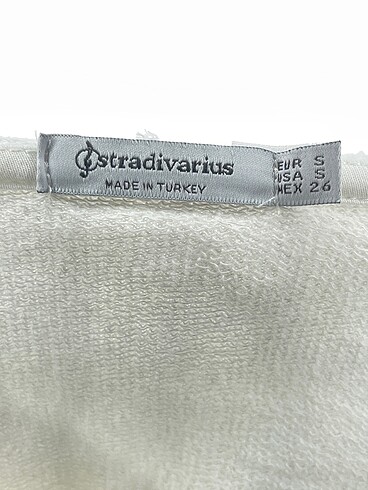 stradivarius
MADE IN TURKEY
EUR S
USA S
MEX 26